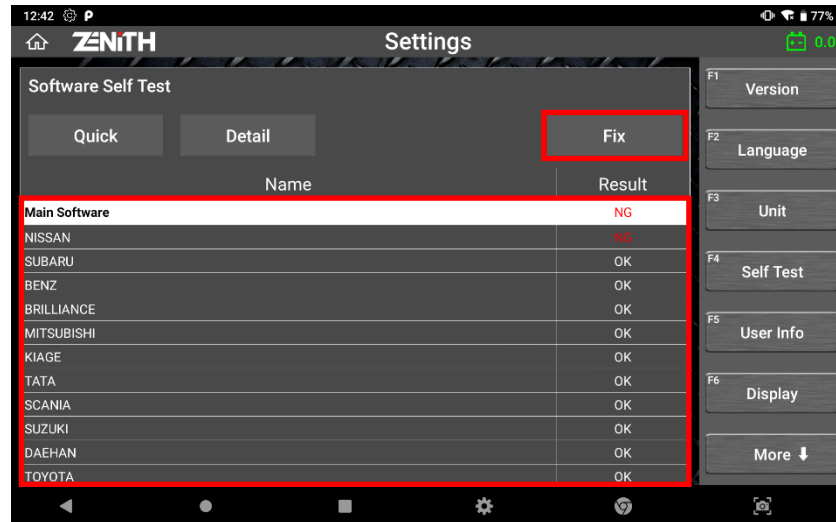 12:42 P 77%
ZENITH Settings 0.0
Software Self Test
Quick Detail Fix
Name Result
Main Software NG
NISSAN NG
SUBARU OK
BENZ OK
BRILLIANCE OK
MITSUBISHI OK
KIAGE OK
TATA OK
SCANIA OK
SUZUKI OK
DAEHAN OK
TOYOTA OK
F1 Version
F2 Language
F3 Unit
F4 Self Test
F5 User Info
F6 Display
More